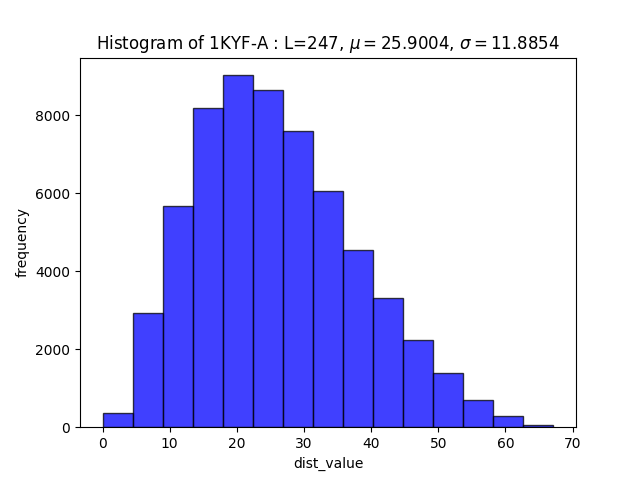 Histogram of 1KYF-A : L=247, μ = 25.9004, σ = 11.8854
frequency
8000
6000
4000
2000
0
0 10 20 30 40 50 60 70
dist_value